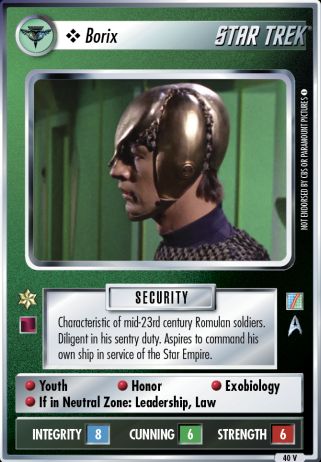 ❖ Borix
STAR TREK
NOT ENDORSED BY CBS OR PARAMOUNT PICTURES
SECURITY
Characteristic of mid-23rd century Romulan soldiers.
Diligent in his sentry duty. Aspires to command his
own ship in service of the Star Empire.
Youth Honor Exobiology
If in Neutral Zone: Leadership, Law
INTEGRITY 8 CUNNING 6 STRENGTH 6
40 V